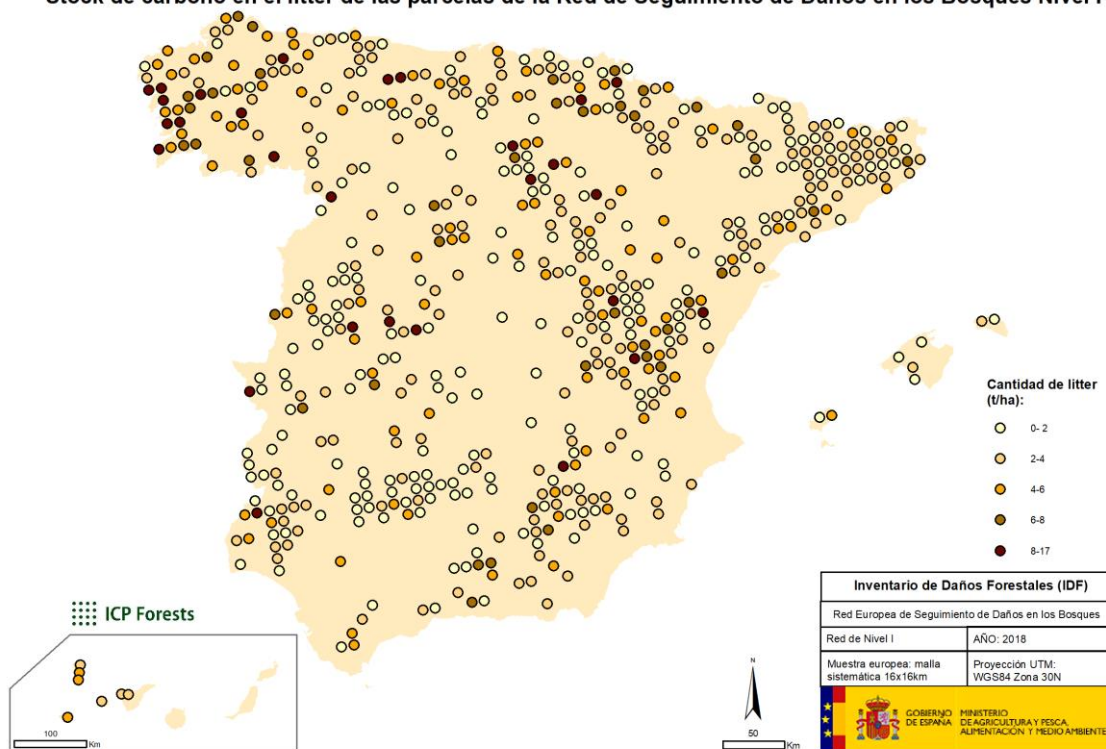 Stock de carbono en el litter de las parcelas de la Red de Seguimiento de Daños en los Bosques Nivel I
Cantidad de litter
(t/ha):
0- 2
2-4
4-6
6-8
8-17
Inventario de Daños Forestales (IDF)
Red Europea de Seguimiento de Daños en los Bosques
Red de Nivel I
AÑO: 2018
Muestra europea: malla
sistemática 16x16km
Proyección UTM:
WGS84 Zona 30N
GOBIERNO
DE ESPAÑA
MINISTERIO
DE AGRICULTURA Y PESCA,
ALIMENTACIÓN Y MEDIO AMBIENTE
ICP Forests
100
Km
N
50
Km